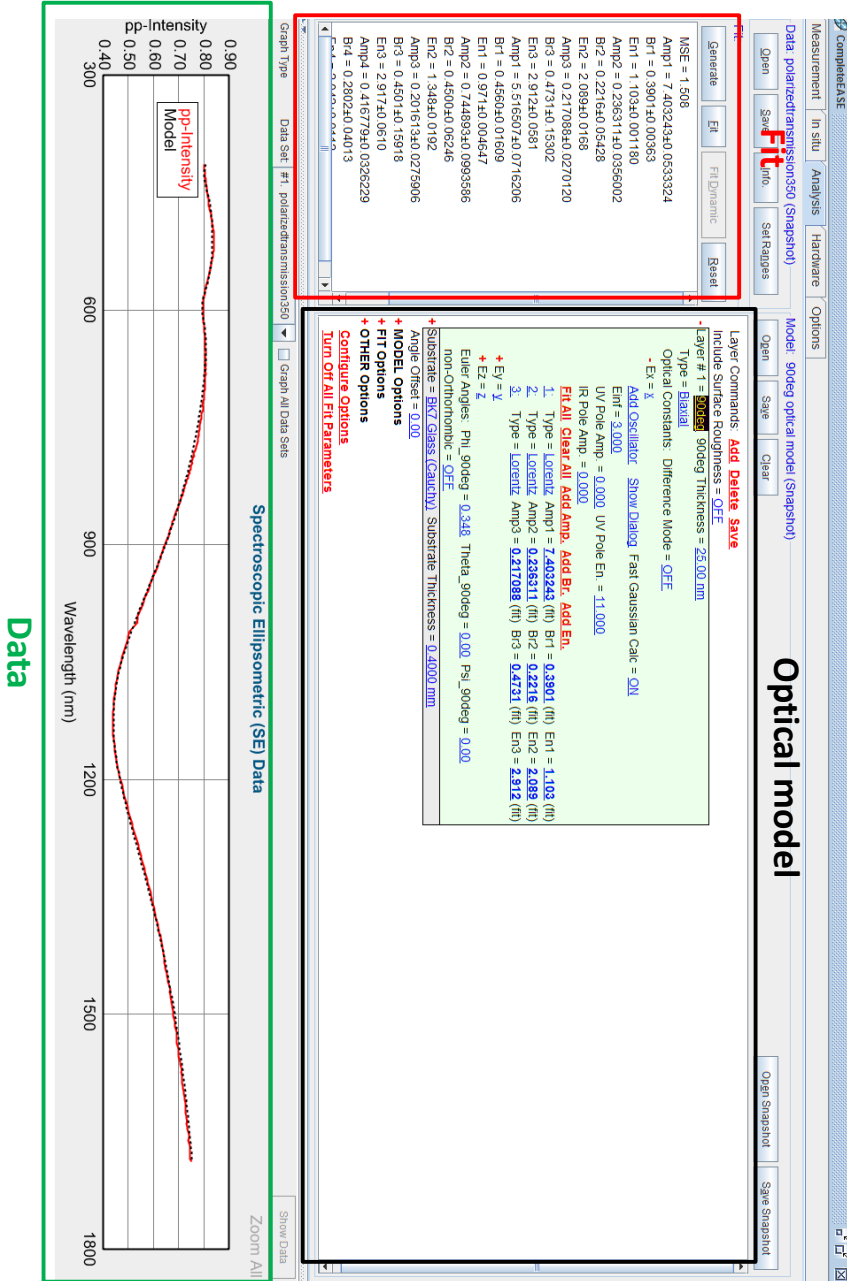 CompleteEASE
Measurement In situ Analysis Hardware Options
Data: polarizedtransmission350 (Snapshot)
Open Save Info. Set Ranges
Fit
Fit:
Generate Fit Fit Dynamic Reset
MSE = 1.508
Amp1 = 7.403243±0.0533324
Br1 = 0.3901±0.00363
En1 = 1.103±0.001180
Amp2 = 0.236311±0.0356002
Br2 = 0.2216±0.05428
En2 = 2.089±0.0168
Amp3 = 0.217088±0.0270120
Br3 = 0.4731±0.15302
En3 = 2.912±0.0581
Amp1 = 5.516507±0.0716206
Br1 = 0.4560±0.01609
En1 = 0.971±0.004647
Amp2 = 0.744893±0.0993586
Br2 = 0.4500±0.06246
En2 = 1.348±0.0192
Amp3 = 0.201613±0.0275906
Br3 = 0.4501±0.15918
En3 = 2.917±0.0610
Amp4 = 0.416779±0.0326229
Br4 = 0.2802±0.04013
Model: 90deg optical model (Snapshot)
Optical model
Open Save Clear Open Snapshot Save Snapshot
Layer Commands: Add Delete Save
Include Surface Roughness = OFF
- Layer # 1 = 90deg 90deg Thickness = 25.00 nm
Type = Biaxial
Optical Constants: Difference Mode = OFF
- Ex = x
Add Oscillator Show Dialog Fast Gaussian Calc = ON
Einf = 3.000
UV Pole Amp. = 0.000 UV Pole En. = 11.000
IR Pole Amp. = 0.000
Fit All Clear All Add Amp. Add Br. Add En.
1: Type = Lorentz Amp1 = 7.403243 (fit) Br1 = 0.3901 (fit) En1 = 1.103 (fit)
2: Type = Lorentz Amp2 = 0.236311 (fit) Br2 = 0.2216 (fit) En2 = 2.089 (fit)
3: Type = Lorentz Amp3 = 0.217088 (fit) Br3 = 0.4731 (fit) En3 = 2.912 (fit)
+ Ey = y
+ Ez = z
Euler Angles: Phi_90deg = 0.348 Theta_90deg = 0.00 Psi_90deg = 0.00
non-Orthorhombic = OFF
+ Substrate = BK7 Glass (Cauchy) Substrate Thickness = 0.4000 mm
Angle Offset = 0.00
+ MODEL Options
+ FIT Options
+ OTHER Options
Configure Options
Turn Off All Fit Parameters
Graph Type Data Set: #1. polarizedtransmission350 Graph All Data Sets Show Data
Spectroscopic Ellipsometric (SE) Data
Zoom All
pp-Intensity
0.90
0.80
0.70
0.60
0.50
0.40
pp-Intensity
Model
300 600 900 1200 1500 1800
Wavelength (nm)
Data